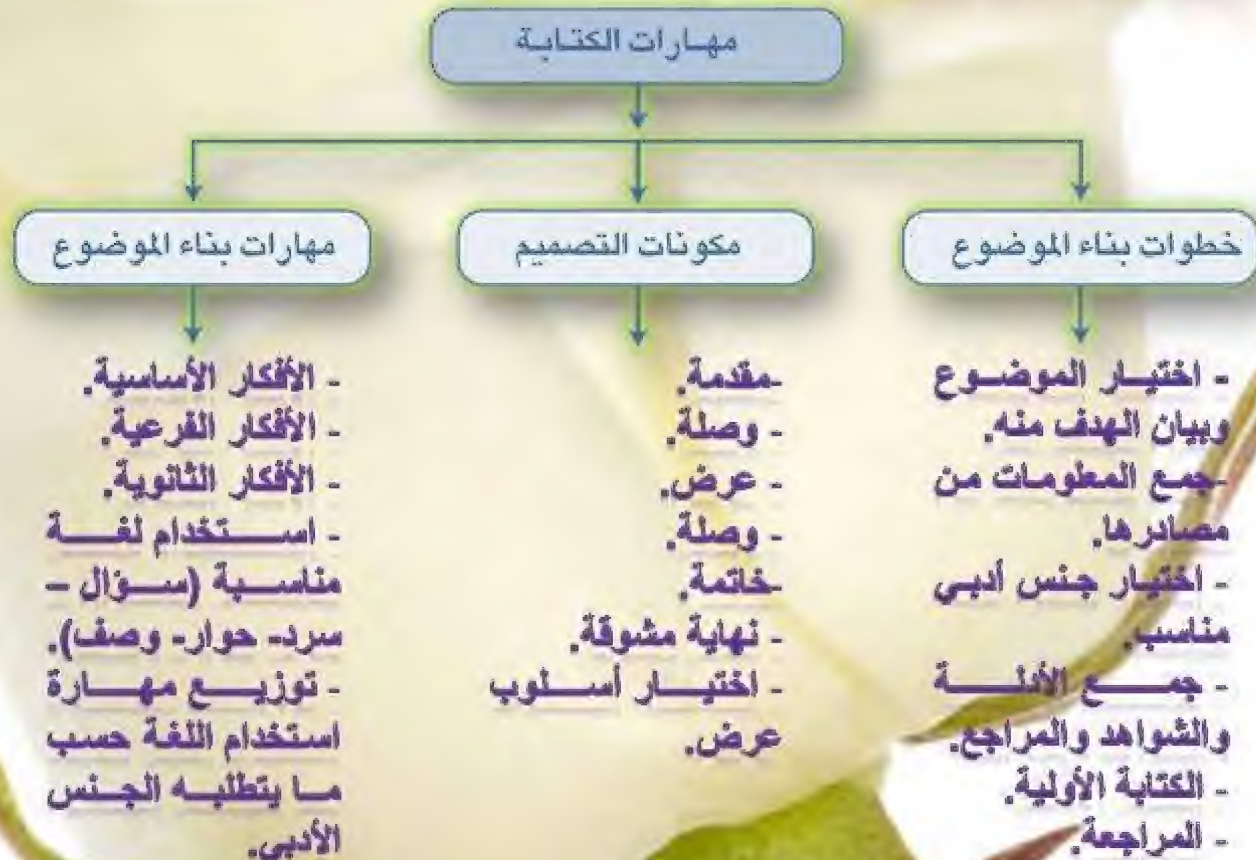 مهارات الكتابة
خطوات بناء الموضوع
- اختيار الموضوع
وبيان الهدف منه.
-جمع المعلومات من
مصادرها.
- اختيار جنس أدبي
مناسب.
- جمع الأدلة
والشواهد والمراجع.
- الكتابة الأولية.
- المراجعة.
مكونات التصميم
-مقدمة.
- وصلة.
- عرض.
- وصلة.
-خاتمة.
- نهاية مشوقة.
- اختيار أسلوب
عرض.
مهارات بناء الموضوع
- الأفكار الأساسية.
- الأفكار الفرعية.
- الأفكار الثانوية.
- استخدام لغة
مناسبة (سؤال –
سرد- حوار- وصف).
- توزيع مهارة
استخدام اللغة حسب
ما يتطلبه الجنس
الأدبي.